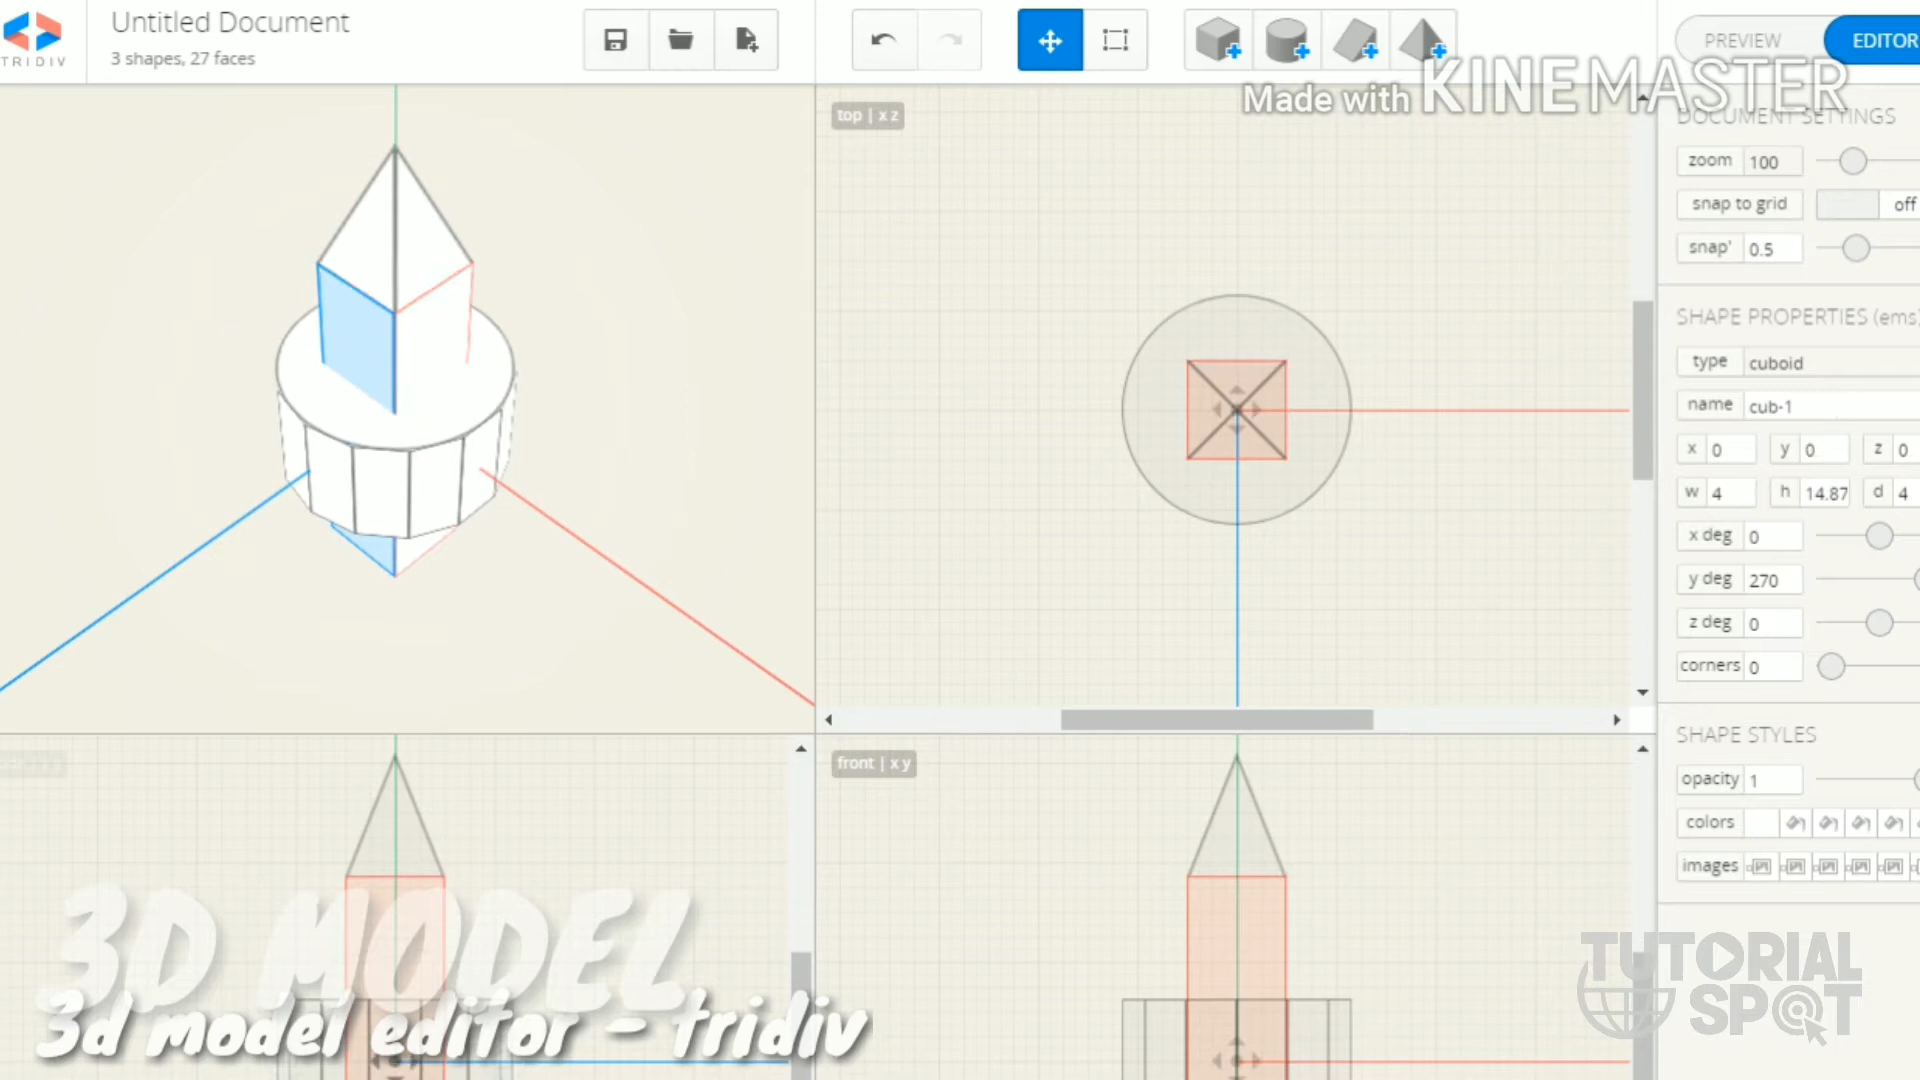 TRIDIV
Untitled Document
3 shapes, 27 faces
PREVIEW
EDITOR
Made with KINEMASTER
top | x z
DOCUMENT SETTINGS
zoom 100
snap to grid off
snap' 0.5
SHAPE PROPERTIES (ems)
type cuboid
name cub-1
x 0 y 0 z 0
w 4 h 14.87 d 4
x deg 0
y deg 270
z deg 0
corners 0
front | x y
SHAPE STYLES
opacity 1
colors
images
3D MODEL
3d model editor - tridiv
TUTORIAL
SPOT